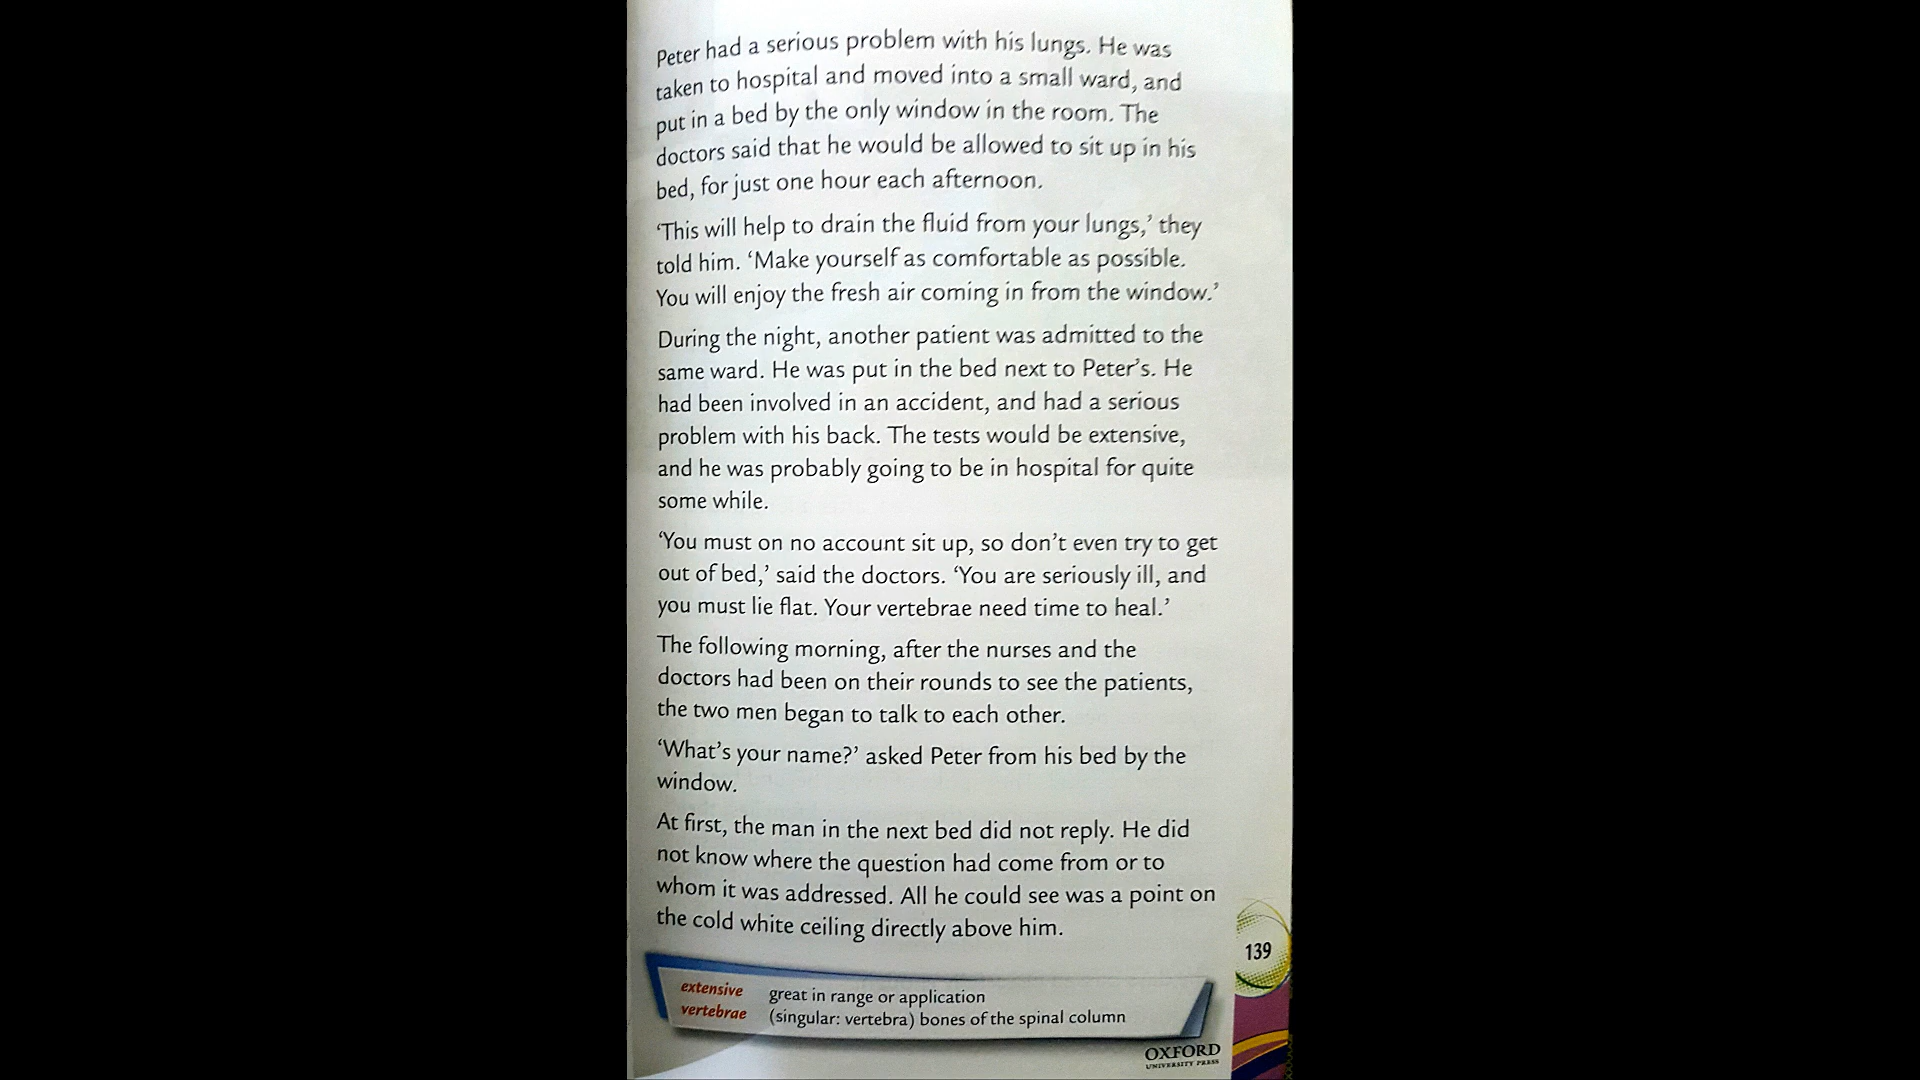 Peter had a serious problem with his lungs. He was
taken to hospital and moved into a small ward, and
put in a bed by the only window in the room. The
doctors said that he would be allowed to sit up in his
bed, for just one hour each afternoon.
‘This will help to drain the fluid from your lungs,’ they
told him. ‘Make yourself as comfortable as possible.
You will enjoy the fresh air coming in from the window.’
During the night, another patient was admitted to the
same ward. He was put in the bed next to Peter’s. He
had been involved in an accident, and had a serious
problem with his back. The tests would be extensive,
and he was probably going to be in hospital for quite
some while.
‘You must on no account sit up, so don’t even try to get
out of bed,’ said the doctors. ‘You are seriously ill, and
you must lie flat. Your vertebrae need time to heal.’
The following morning, after the nurses and the
doctors had been on their rounds to see the patients,
the two men began to talk to each other.
‘What’s your name?’ asked Peter from his bed by the
window.
At first, the man in the next bed did not reply. He did
not know where the question had come from or to
whom it was addressed. All he could see was a point on
the cold white ceiling directly above him.
139
extensive great in range or application
vertebrae (singular: vertebra) bones of the spinal column
OXFORD
UNIVERSITY PRESS